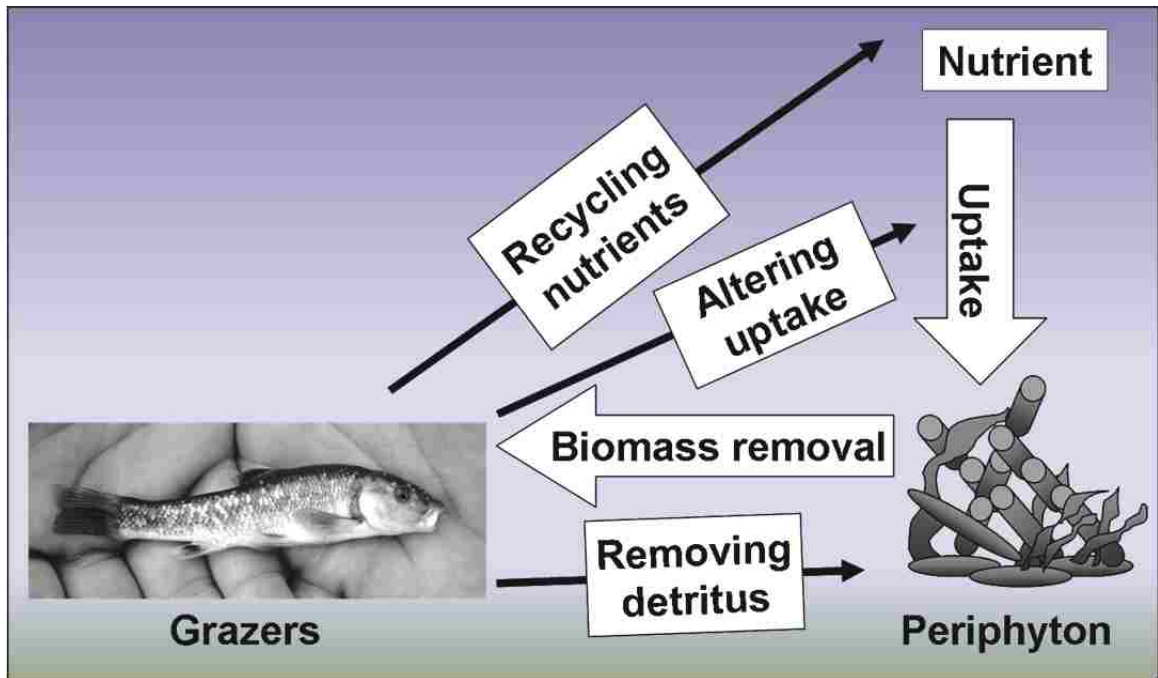 Nutrient
Recycling
nutrients
Altering
uptake
Uptake
Biomass removal
Removing
detritus
Grazers
Periphyton